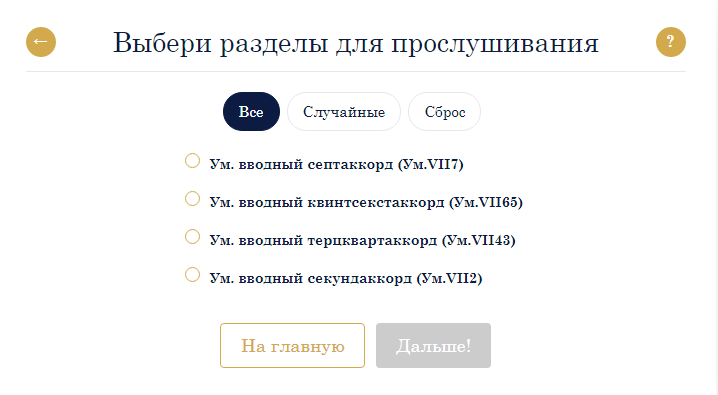 ← Выбери разделы для прослушивания ?
Все Случайные Сброс
Ум. вводный септаккорд (Ум.VII7)
Ум. вводный квинтсекстаккорд (Ум.VII65)
Ум. вводный терцквартаккорд (Ум.VII43)
Ум. вводный секундаккорд (Ум.VII2)
На главную Дальше!